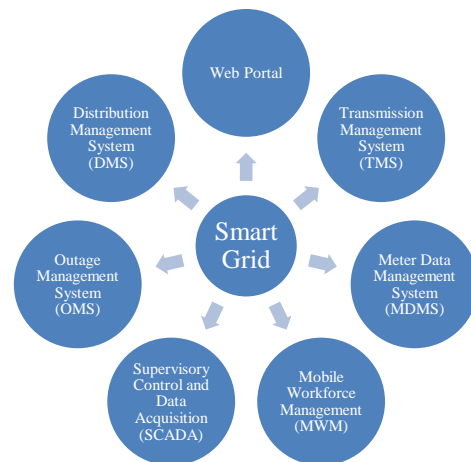 Web Portal
Distribution
Management
System
(DMS)
Transmission
Management
System
(TMS)
Smart
Grid
Outage
Management
System
(OMS)
Meter Data
Management
System
(MDMS)
Supervisory
Control and
Data
Acquisition
(SCADA)
Mobile
Workforce
Management
(MWM)